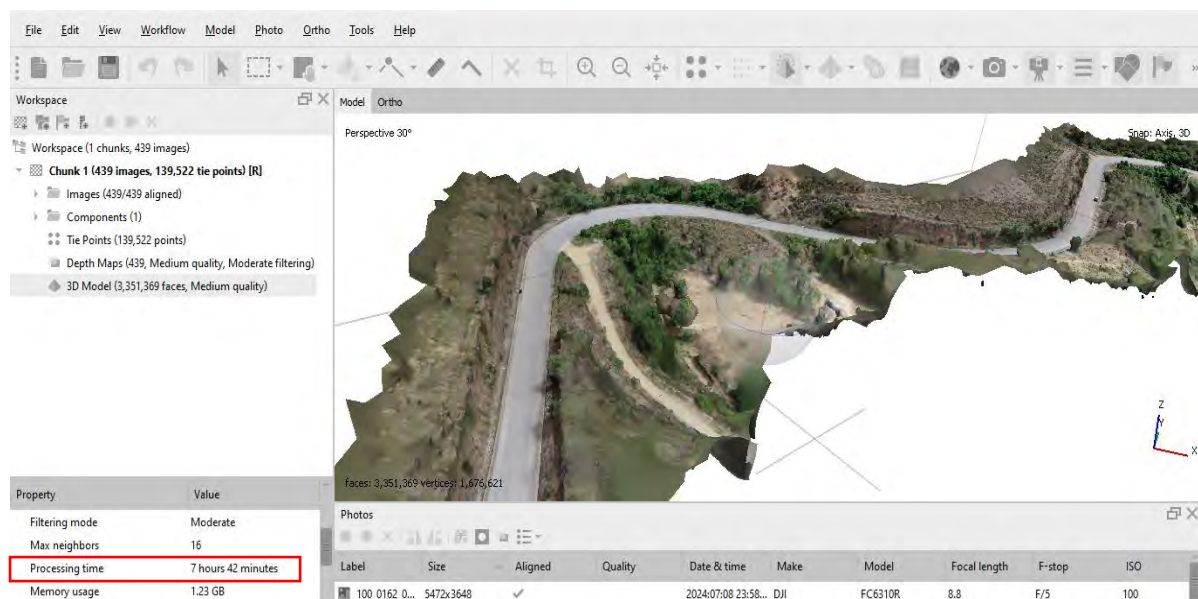 File Edit View Workflow Model Photo Ortho Tools Help
Workspace
Model Ortho
Workspace (1 chunks, 439 images)
Chunk 1 (439 images, 139,522 tie points) [R]
Images (439/439 aligned)
Components (1)
Tie Points (139,522 points)
Depth Maps (439, Medium quality, Moderate filtering)
3D Model (3,351,369 faces, Medium quality)
Perspective 30°
Snap: Axis, 3D
Z
Y
X
faces: 3,351,369 vertices: 1,676,621
Property Value
Filtering mode Moderate
Max neighbors 16
Processing time 7 hours 42 minutes
Memory usage 1.23 GB
Photos
Label Size Aligned Quality Date & time Make Model Focal length F-stop ISO
100_0162_0... 5472x3648 2024:07:08 23:58... DJI FC6310R 8.8 F/5 100